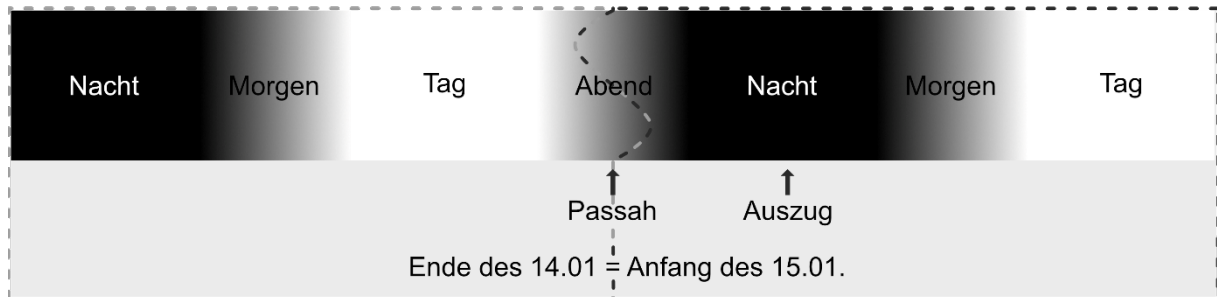 Nacht Morgen Tag Abend Nacht Morgen Tag
Passah Auszug
Ende des 14.01 = Anfang des 15.01.